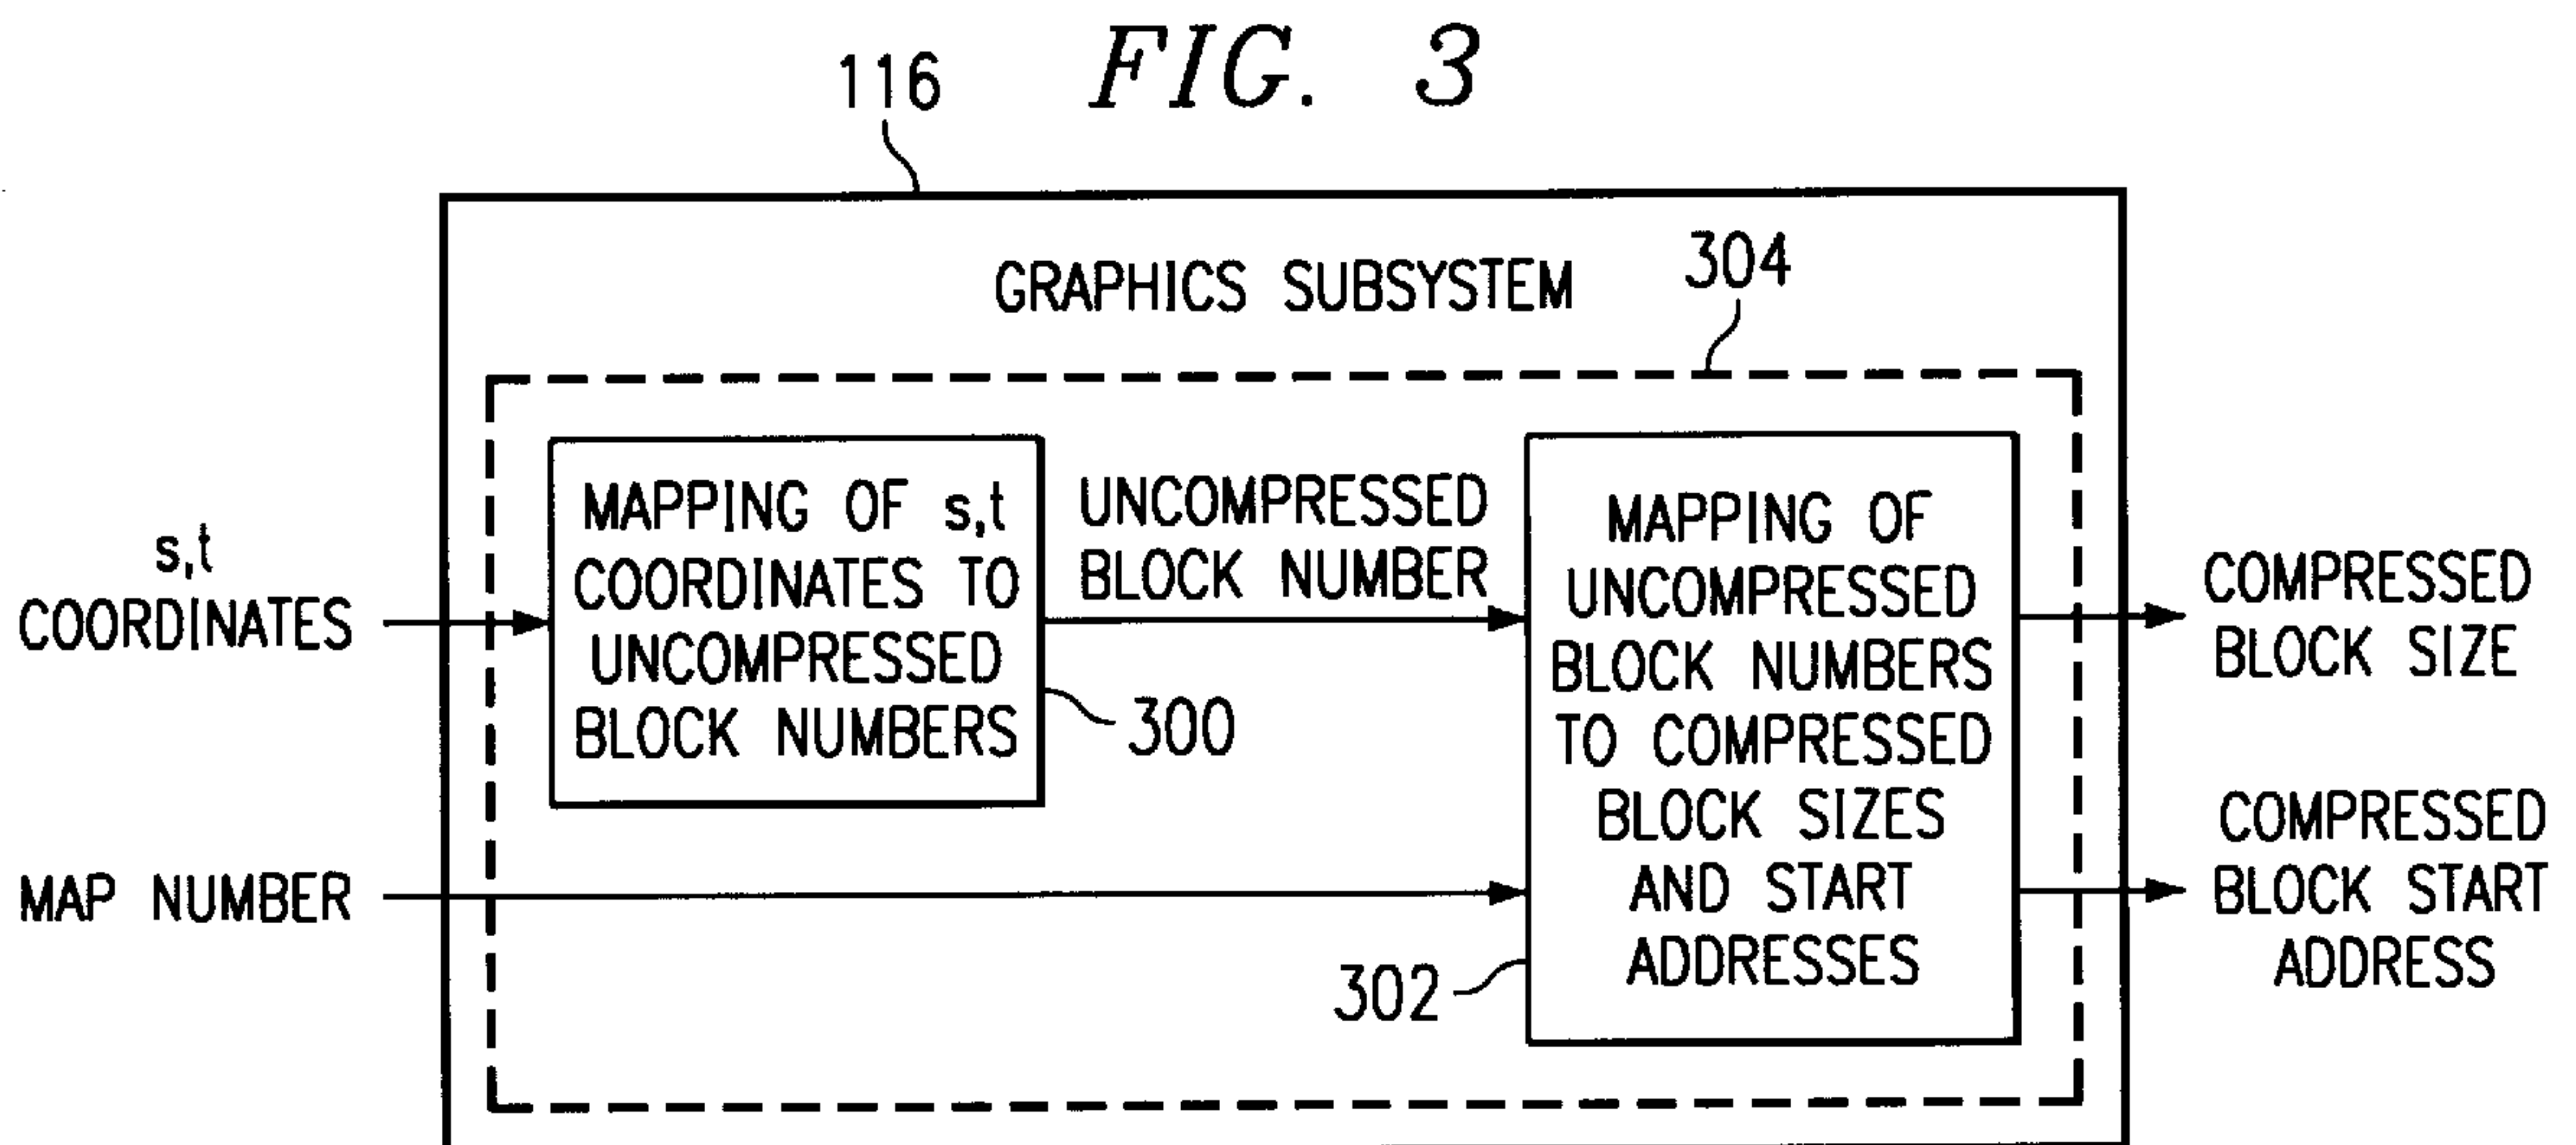 FIG. 3
116
GRAPHICS SUBSYSTEM
304
s,t
COORDINATES
MAPPING OF s,t
COORDINATES TO
UNCOMPRESSED
BLOCK NUMBERS
300
UNCOMPRESSED
BLOCK NUMBER
MAPPING OF
UNCOMPRESSED
BLOCK NUMBERS
TO COMPRESSED
BLOCK SIZES
AND START
ADDRESSES
302
COMPRESSED
BLOCK SIZE
MAP NUMBER
COMPRESSED
BLOCK START
ADDRESS